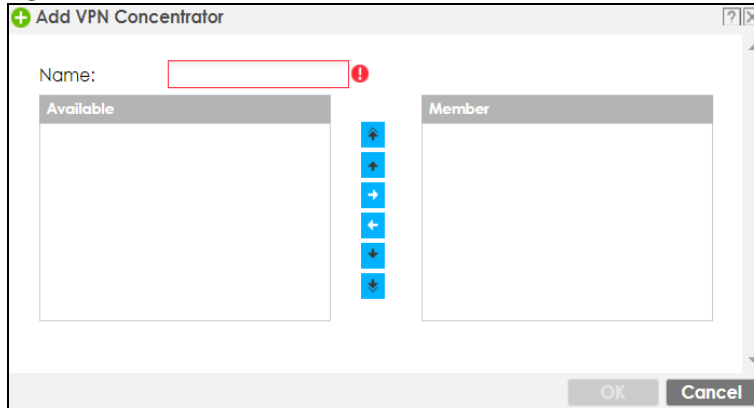 Add VPN Concentrator
Name:
Available
Member
OK
Cancel